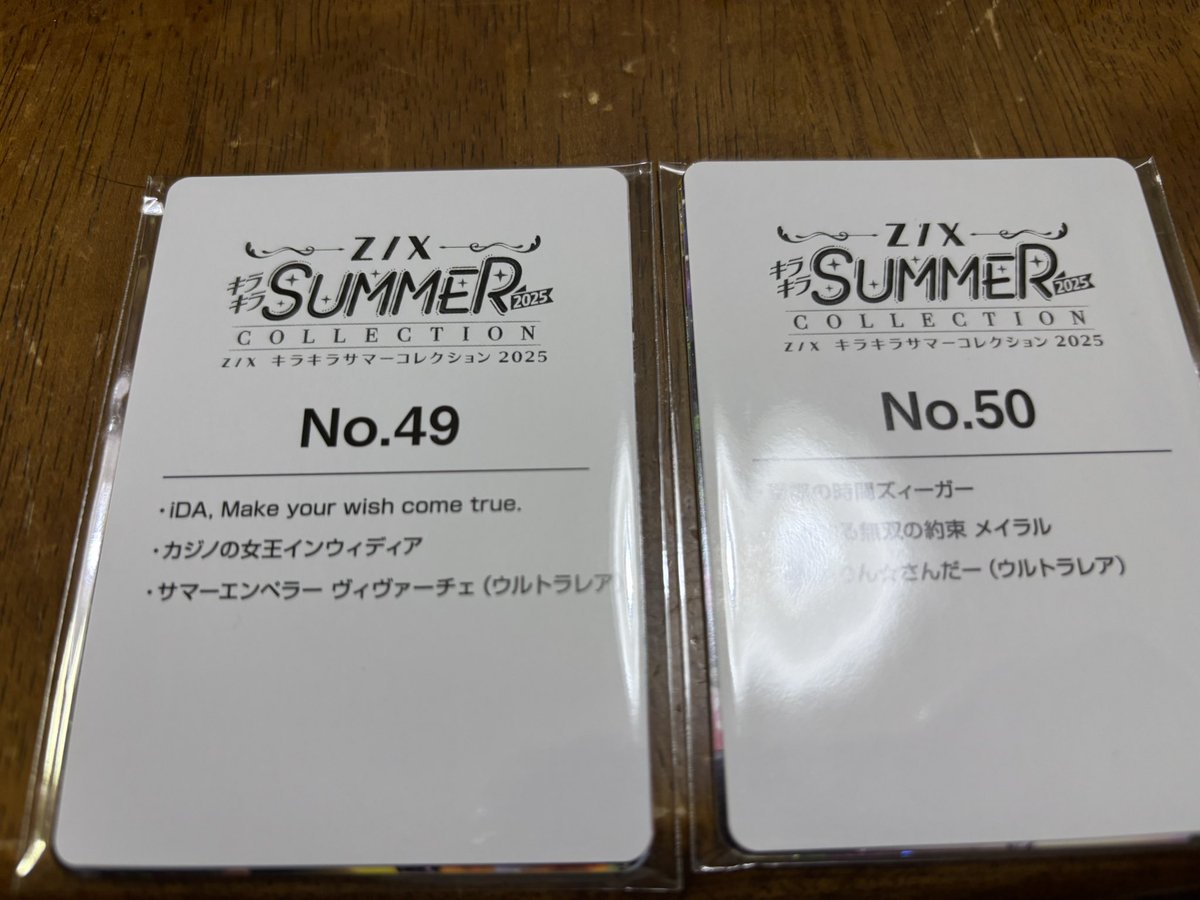 Z/X
キラキラ SUMMER 2025
COLLECTION
Z/X キラキラサマーコレクション 2025
No.49
・iDA, Make your wish come true.
・カジノの女王インウィディア
・サマーエンペラー ヴィヴァーチェ（ウルトラレア）
Z/X
キラキラ SUMMER 2025
COLLECTION
Z/X キラキラサマーコレクション 2025
No.50
の時間ズィーガー
る無双の約束 メイラル
さんだー（ウルトラレア）